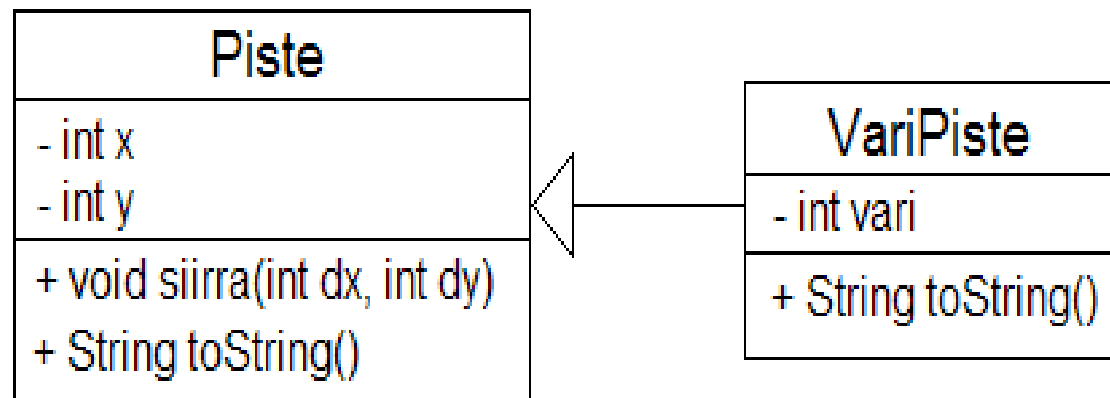 Piste
- int x
- int y
+ void siirra(int dx, int dy)
+ String toString()
VariPiste
- int vari
+ String toString()